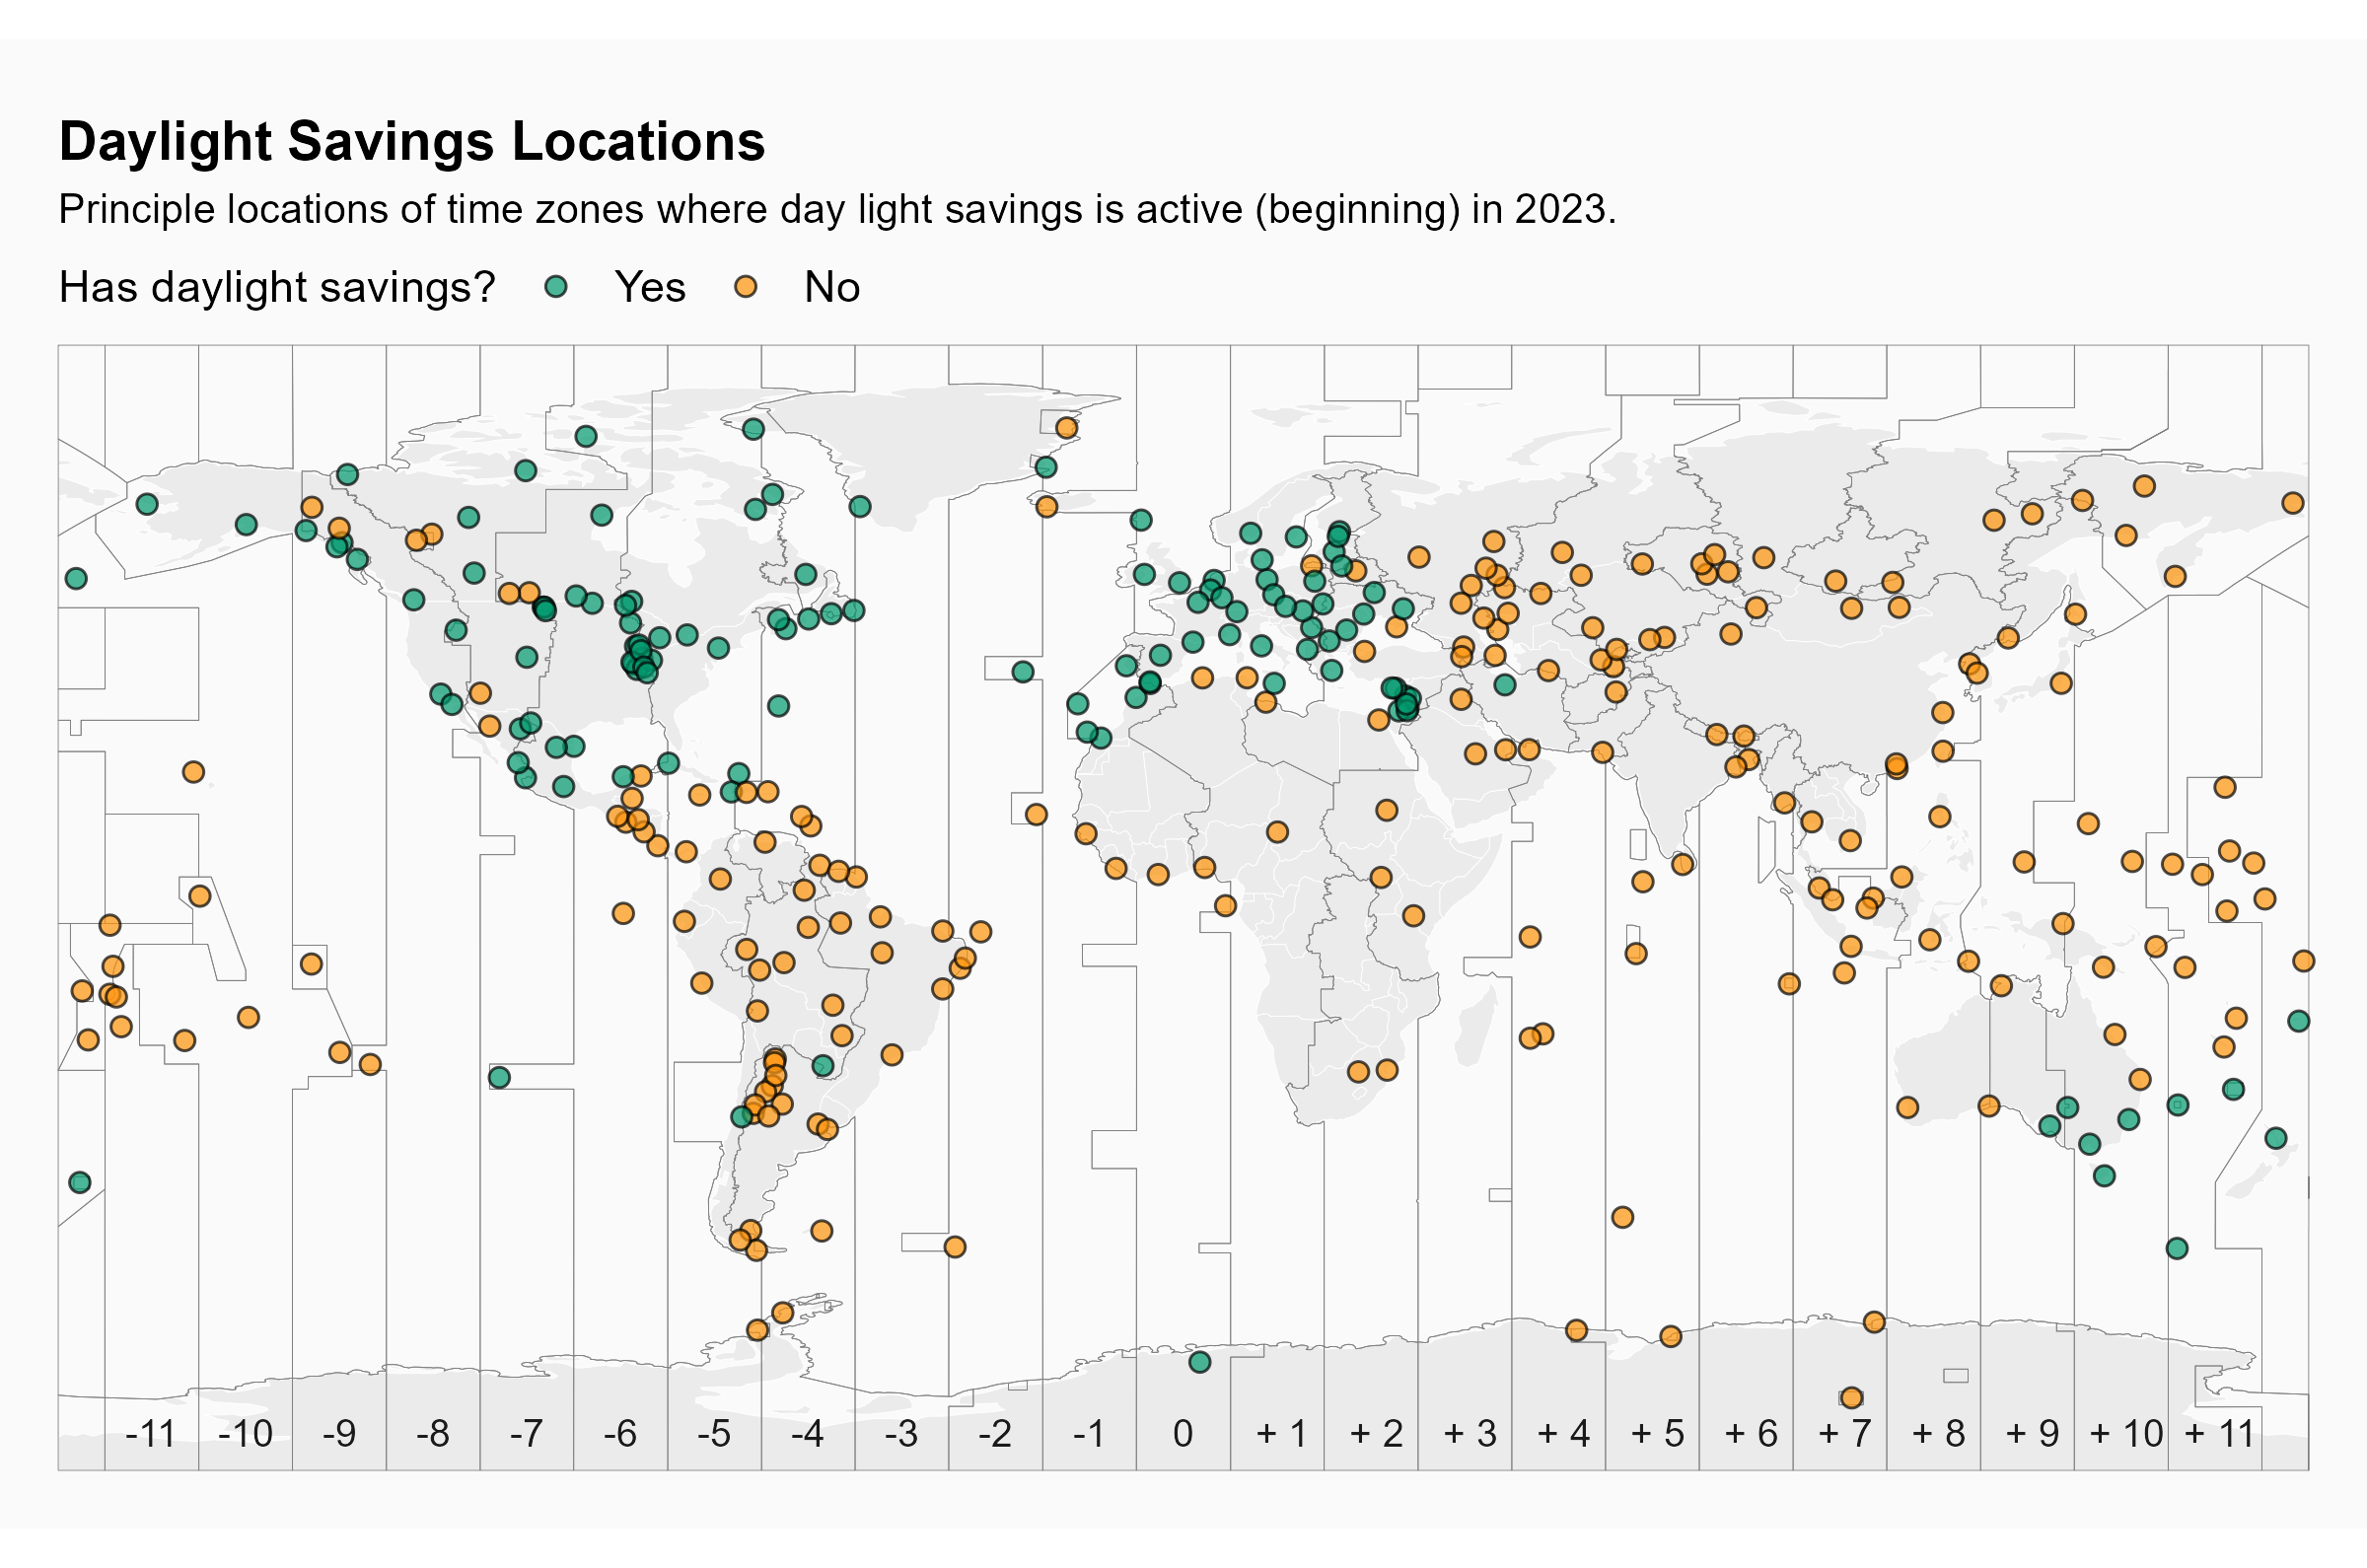 Daylight Savings Locations
Principle locations of time zones where day light savings is active (beginning) in 2023.
Has daylight savings? Yes No
-11 -10 -9 -8 -7 -6 -5 -4 -3 -2 -1 0 + 1 + 2 + 3 + 4 + 5 + 6 + 7 + 8 + 9 + 10 + 11